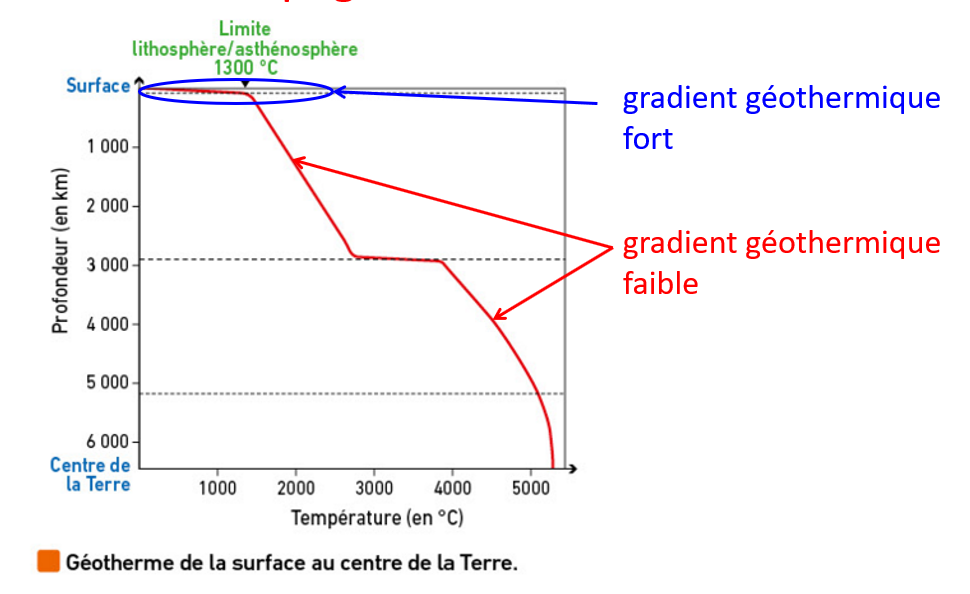 Limite
lithosphère/asthénosphère
1300 °C
Surface
gradient géothermique
fort
1 000
2 000
3 000
4 000
5 000
6 000
Profondeur (en km)
gradient géothermique
faible
Centre de
la Terre
1000 2000 3000 4000 5000
Température (en °C)
Géotherme de la surface au centre de la Terre.